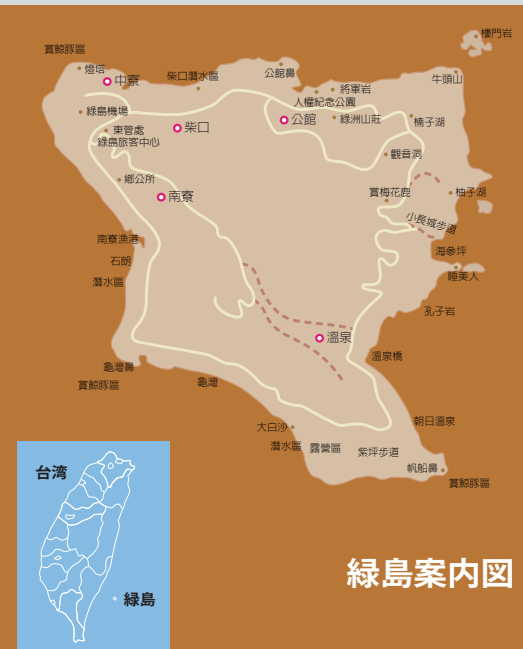 樓門岩
賞鯨豚區
燈塔
中寮
柴口潛水區
公館鼻
牛頭山
將軍岩
人權紀念公園
綠島機場
柴口
公館
綠洲山莊
楠子湖
東管處
綠島旅客中心
觀音洞
鄉公所
南寮
賞梅花鹿
柚子湖
小長城步道
南寮漁港
海參坪
石朗
潛水區
睡美人
孔子岩
溫泉
溫泉橋
龜灣鼻
賞鯨豚區
龜灣
朝日溫泉
大白沙
潛水區
露營區
紫坪步道
帆船鼻
賞鯨豚區
台湾
緑島
緑島案内図